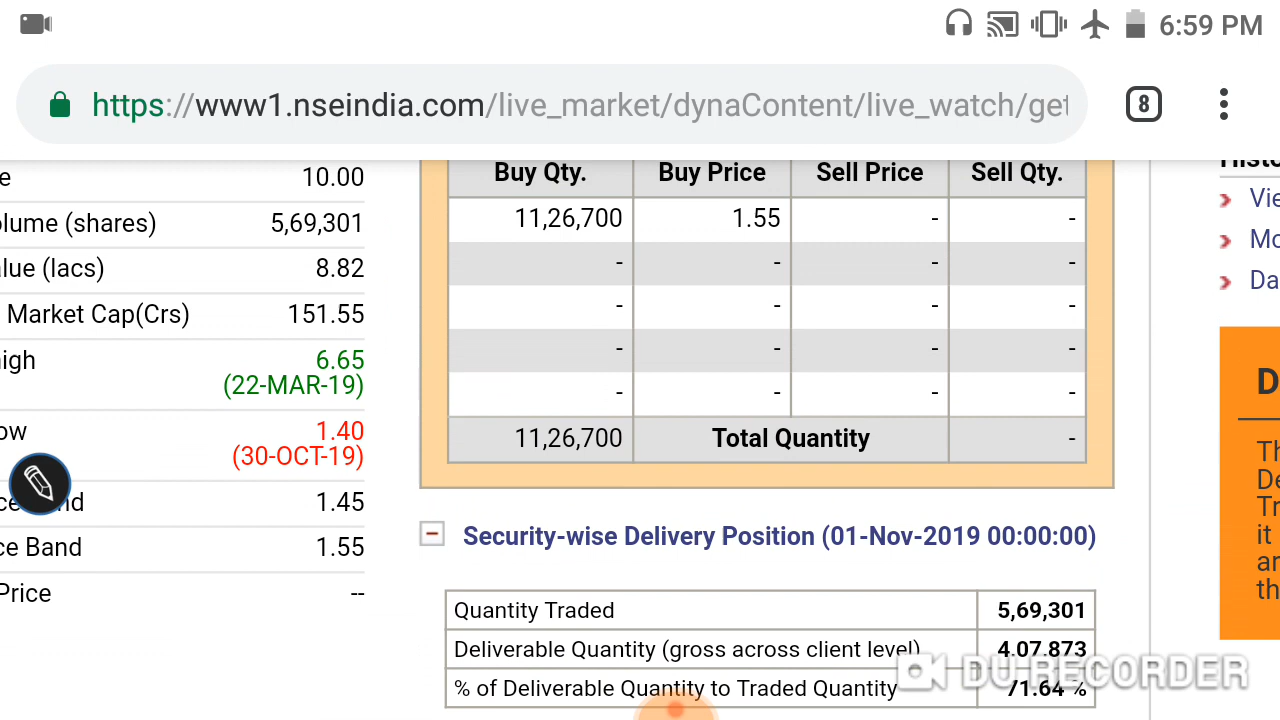 6:59 PM
https://www1.nseindia.com/live_market/dynaContent/live_watch/get
8
e 10.00
olume (shares) 5,69,301
alue (lacs) 8.82
Market Cap(Crs) 151.55
igh 6.65
(22-MAR-19)
ow 1.40
(30-OCT-19)
nd 1.45
ce Band 1.55
Price --
Buy Qty. Buy Price Sell Price Sell Qty.
11,26,700 1.55 - -
- - - -
- - - -
- - - -
- - - -
11,26,700 Total Quantity -
Security-wise Delivery Position (01-Nov-2019 00:00:00)
Quantity Traded 5,69,301
Deliverable Quantity (gross across client level) 4,07,873
% of Deliverable Quantity to Traded Quantity 71.64 %
Histo
Vie
Mo
Da
D
Th
De
Tr
it
ar
th
DU RECORDER